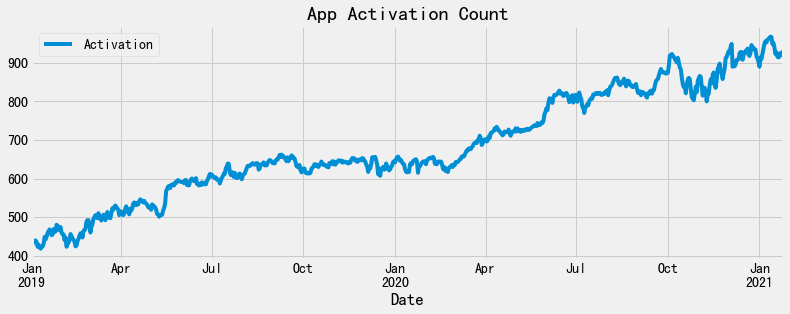 App Activation Count
Activation
900
800
700
600
500
400
Jan Apr Jul Oct Jan Apr Jul Oct Jan
2019 2020 2021
Date